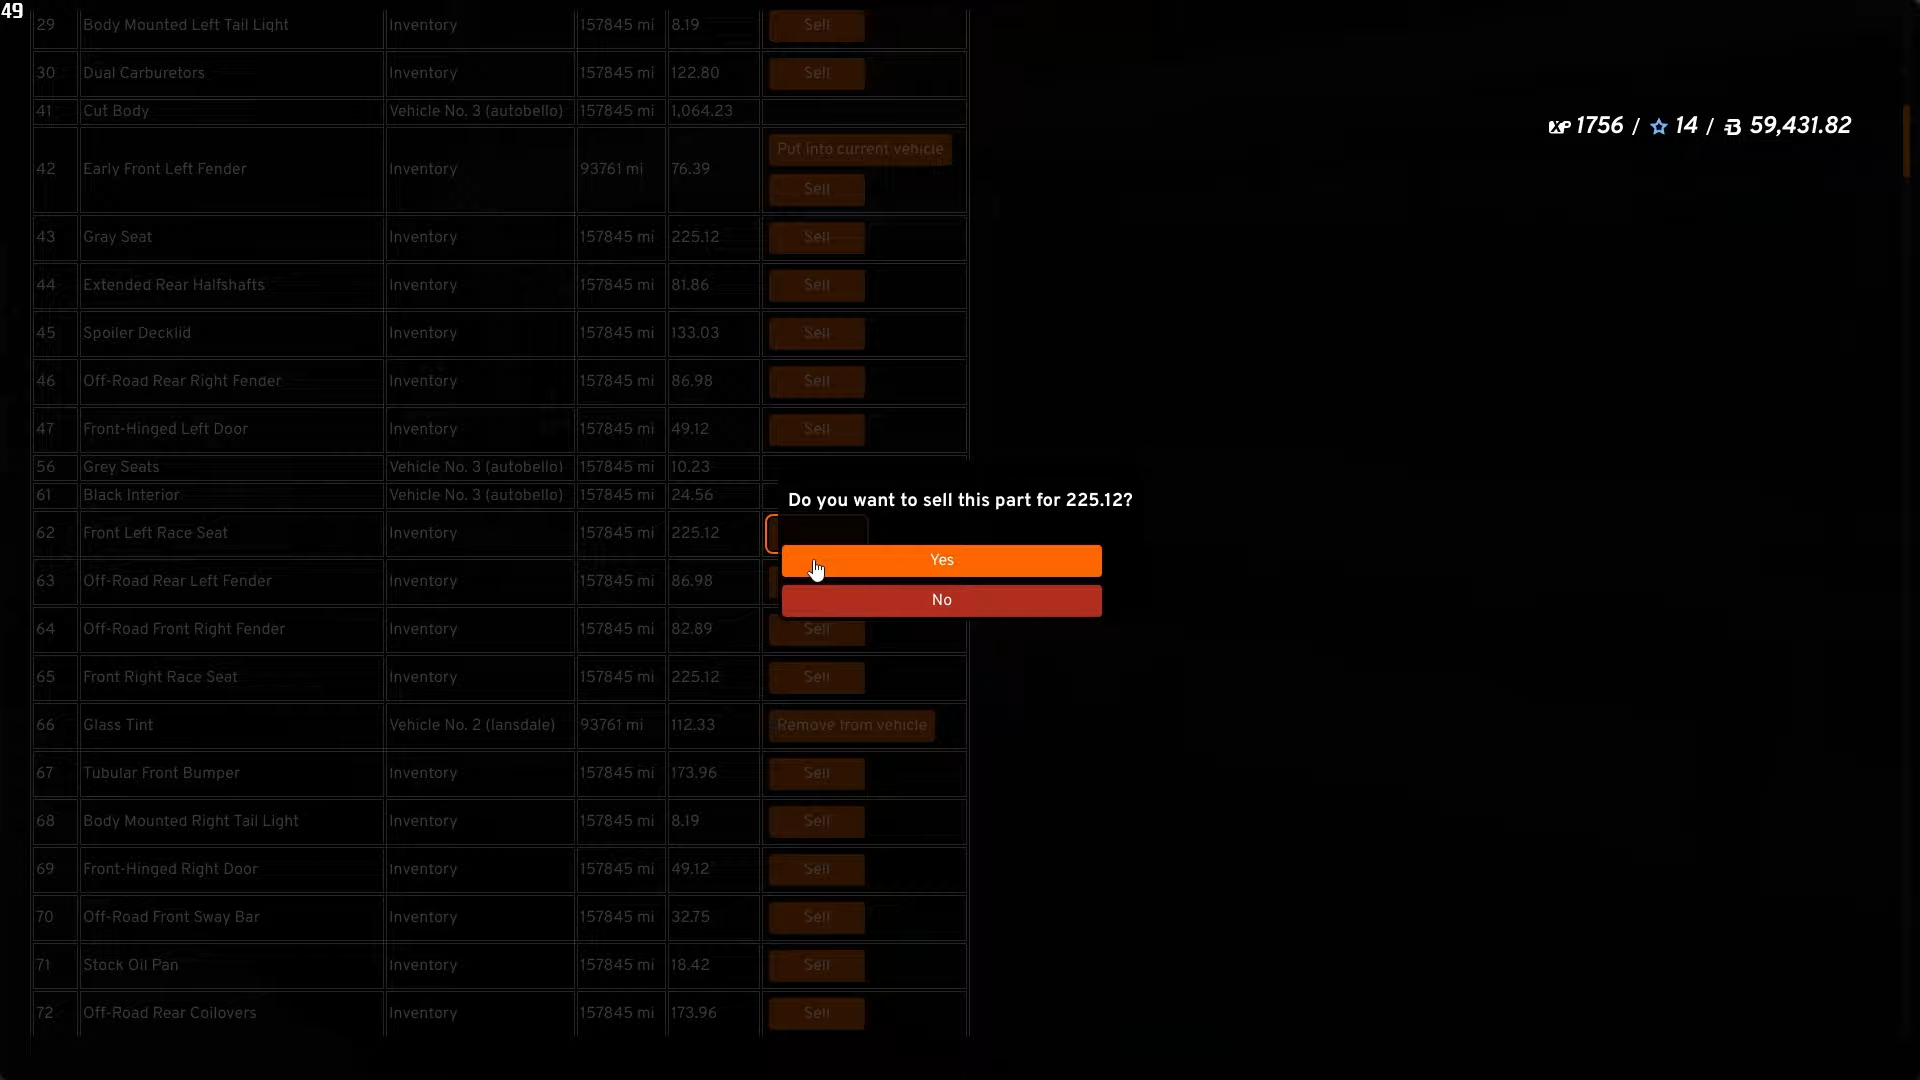 49
29 Body Mounted Left Tail Light Inventory 157845 mi 8.19 Sell
30 Dual Carburetors Inventory 157845 mi 122.80 Sell
41 Cut Body Vehicle No. 3 (autobello) 157845 mi 1,064.23
XP 1756 / 14 / B 59,431.82
Put into current vehicle
42 Early Front Left Fender Inventory 93761 mi 76.39
Sell
43 Gray Seat Inventory 157845 mi 225.12 Sell
44 Extended Rear Halfshafts Inventory 157845 mi 81.86 Sell
45 Spoiler Decklid Inventory 157845 mi 133.03 Sell
46 Off-Road Rear Right Fender Inventory 157845 mi 86.98 Sell
47 Front-Hinged Left Door Inventory 157845 mi 49.12 Sell
56 Grey Seats Vehicle No. 3 (autobello) 157845 mi 10.23
61 Black Interior Vehicle No. 3 (autobello) 157845 mi 24.56
Do you want to sell this part for 225.12?
62 Front Left Race Seat Inventory 157845 mi 225.12
Yes
63 Off-Road Rear Left Fender Inventory 157845 mi 86.98
No
64 Off-Road Front Right Fender Inventory 157845 mi 82.89 Sell
65 Front Right Race Seat Inventory 157845 mi 225.12 Sell
66 Glass Tint Vehicle No. 2 (lansdale) 93761 mi 112.33 Remove from vehicle
67 Tubular Front Bumper Inventory 157845 mi 173.96 Sell
68 Body Mounted Right Tail Light Inventory 157845 mi 8.19 Sell
69 Front-Hinged Right Door Inventory 157845 mi 49.12 Sell
70 Off-Road Front Sway Bar Inventory 157845 mi 32.75 Sell
71 Stock Oil Pan Inventory 157845 mi 18.42 Sell
72 Off-Road Rear Coilovers Inventory 157845 mi 173.96 Sell